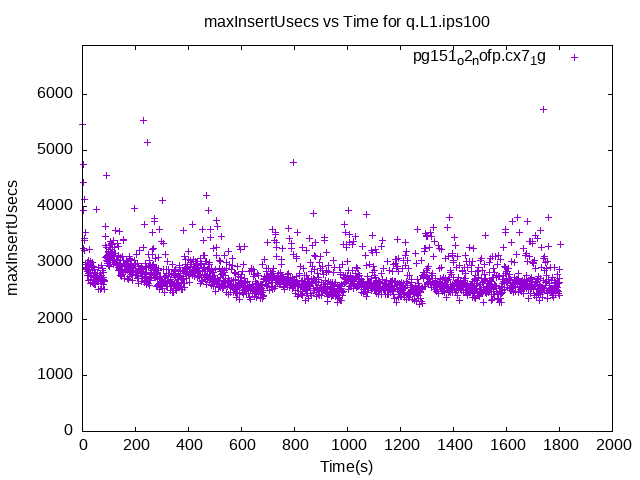 maxInsertUsecs vs Time for q.L1.ips100
pg151ₒ2ₙofp.cx7₁g
6000
5000
4000
3000
2000
1000
0
maxInsertUsecs
0 200 400 600 800 1000 1200 1400 1600 1800 2000
Time(s)